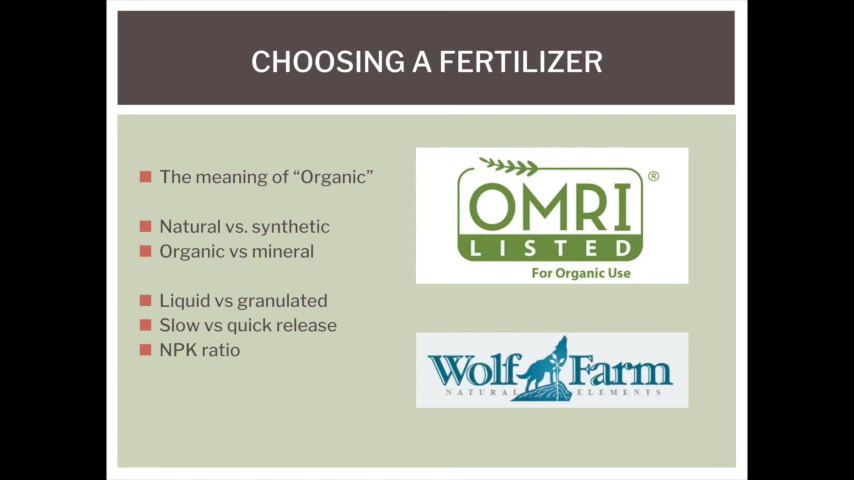 CHOOSING A FERTILIZER
The meaning of “Organic”
Natural vs. synthetic
Organic vs mineral
Liquid vs granulated
Slow vs quick release
NPK ratio
OMRI ®
LISTED
For Organic Use
Wolf Farm
NATURAL ELEMENTS